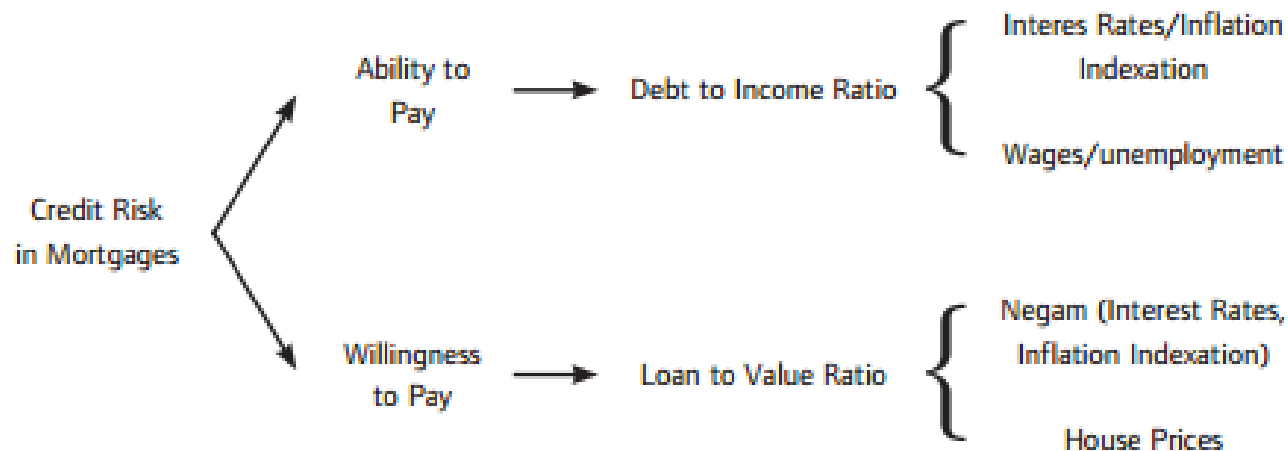 Interes Rates/Inflation
Indexation
Ability to
Pay
Debt to Income Ratio
Wages/unemployment
Credit Risk
in Mortgages
Negam (Interest Rates,
Inflation Indexation)
Willingness
to Pay
Loan to Value Ratio
House Prices